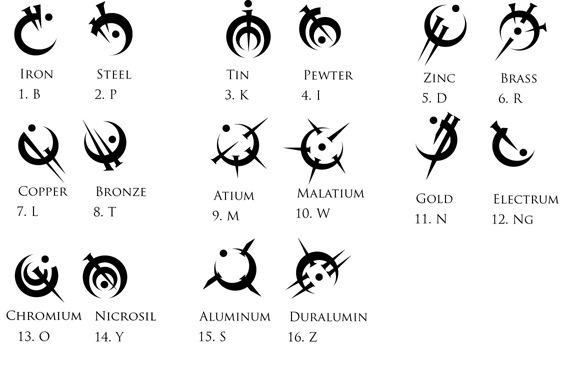 Iron Steel Tin Pewter Zinc Brass
1. B 2. P 3. K 4. I 5. D 6. R
Copper Bronze Atium Malatium Gold Electrum
7. L 8. T 9. M 10. W 11. N 12. Ng
Chromium Nicrosil Aluminum Duralumin
13. O 14. Y 15. S 16. Z